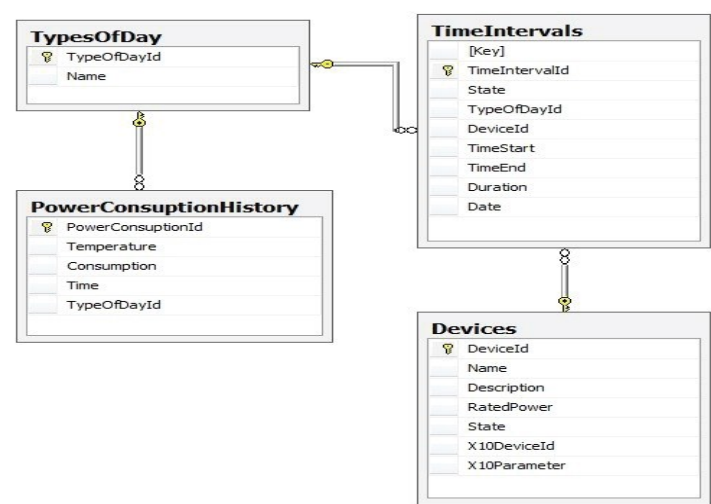 TypesOfDay
TypeOfDayId
Name
TimeIntervals
[Key]
TimeIntervalId
State
TypeOfDayId
DeviceId
TimeStart
TimeEnd
Duration
Date
PowerConsuptionHistory
PowerConsuptionId
Temperature
Consumption
Time
TypeOfDayId
Devices
DeviceId
Name
Description
RatedPower
State
X10DeviceId
X10Parameter